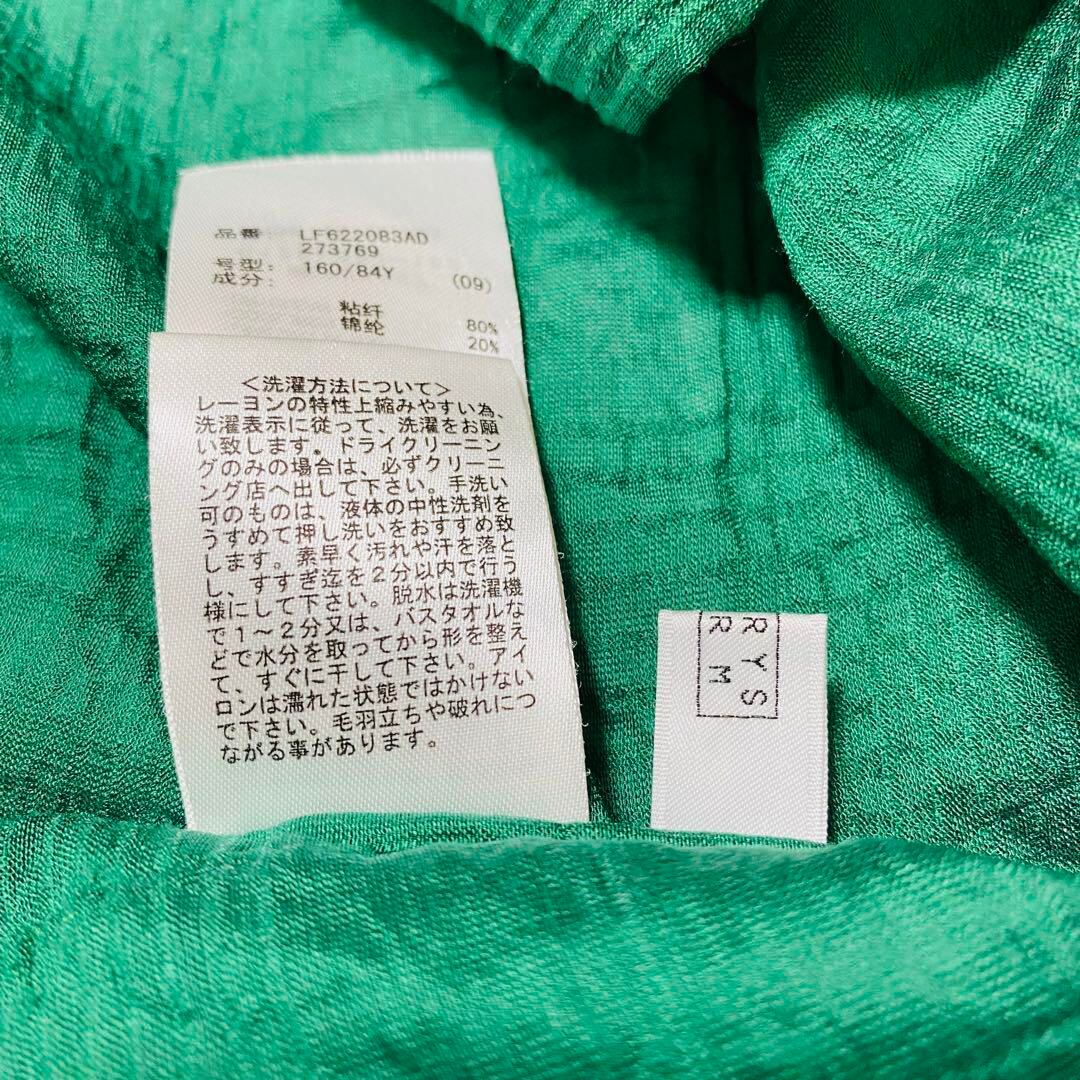 品番: LF622083AD
273769
号型: 160/84Y (09)
成分:
粘纤 80%
锦纶 20%
＜洗濯方法について＞
レーヨンの特性上縮みやすい為、
洗濯表示に従って、洗濯をお願
い致します。ドライクリーニン
グのみの場合は、必ずクリーニ
ング店へ出して下さい。手洗い
可のものは、液体の中性洗剤を
うすめて押し洗いをおすすめ致
します。素早く汚れや汗を落と
し、すすぎ迄を2分以内で行う
様にして下さい。脱水は洗濯機
で1～2分又は、バスタオルな
どで水分を取ってから形を整え
て、すぐに干して下さい。アイ
ロンは濡れた状態ではかけない
で下さい。毛羽立ちや破れにつ
ながる事があります。
RYS
RM